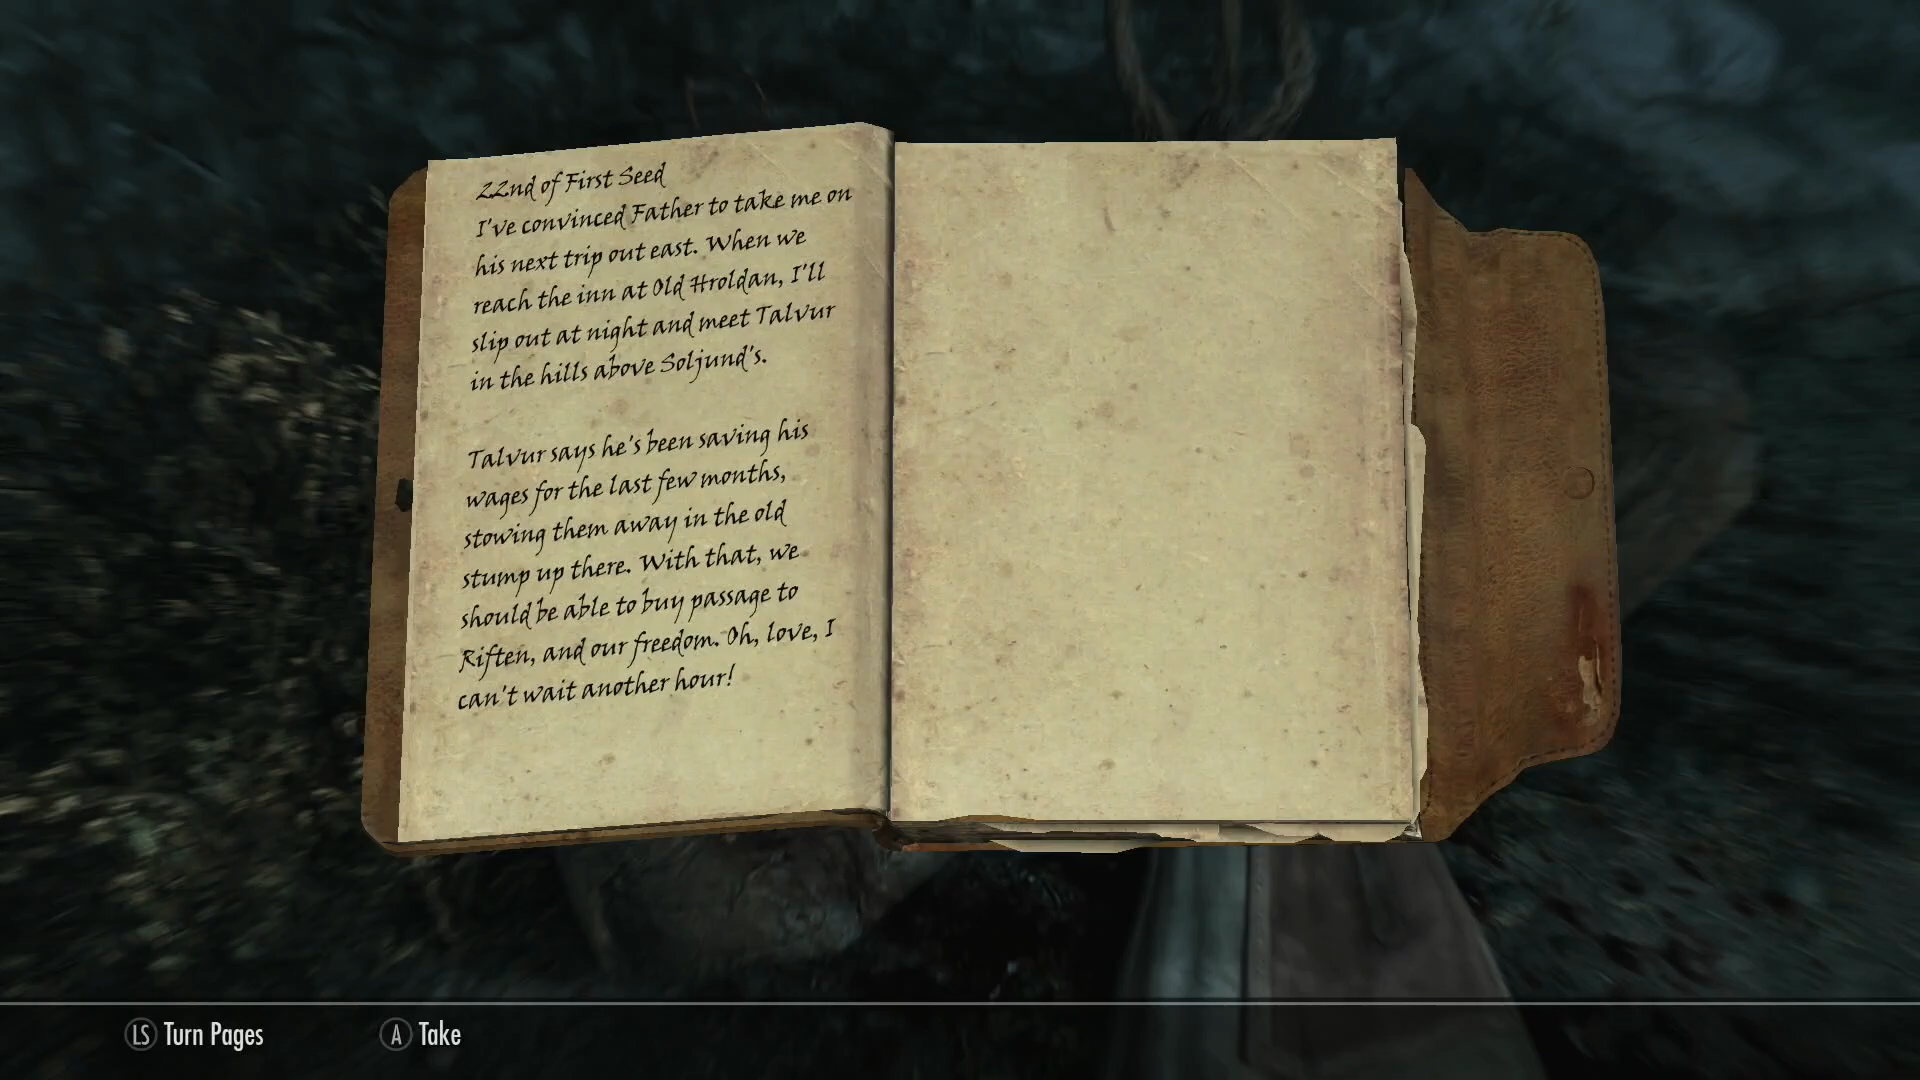 22nd of First Seed
I've convinced Father to take me on
his next trip out east. When we
reach the inn at Old Hroldan, I'll
slip out at night and meet Talvur
in the hills above Soljund's.
Talvur says he's been saving his
wages for the last few months,
stowing them away in the old
stump up there. With that, we
should be able to buy passage to
Riften, and our freedom. Oh, love, I
can't wait another hour!
LS Turn Pages
A Take